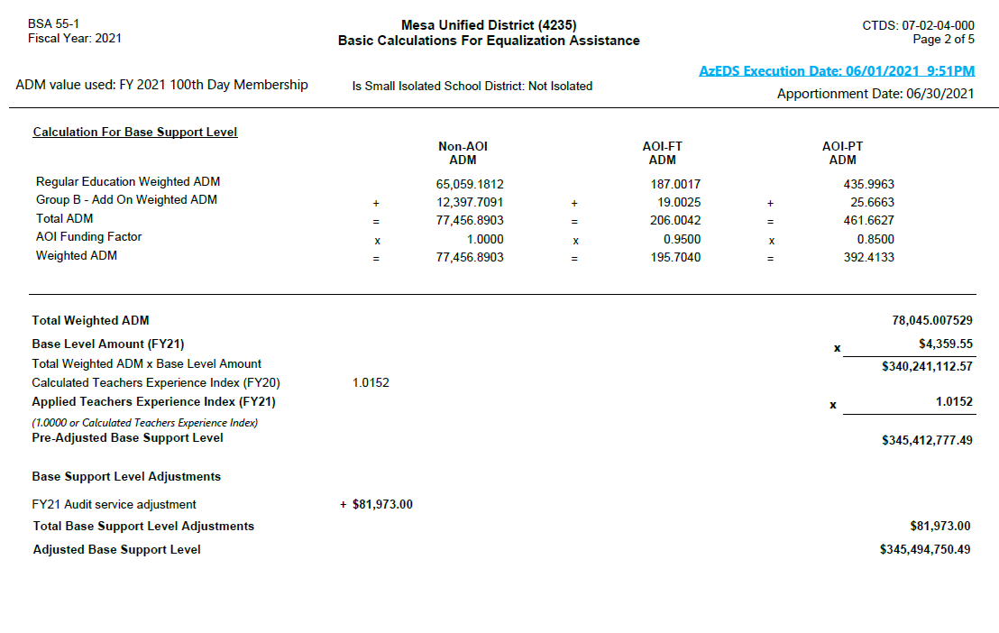 BSA 55-1 Mesa Unified District (4235) CTDS: 07-02-04-000
Fiscal Year: 2021 Basic Calculations For Equalization Assistance Page 2 of 5
AzEDS Execution Date: 06/01/2021 9:51PM
ADM value used: FY 2021 100th Day Membership Is Small Isolated School District: Not Isolated
Apportionment Date: 06/30/2021
Calculation For Base Support Level
Non-AOI AOI-FT AOI-PT
ADM ADM ADM
Regular Education Weighted ADM 65,059.1812 187.0017 435.9963
Group B - Add On Weighted ADM + 12,397.7091 + 19.0025 + 25.6663
Total ADM = 77,456.8903 = 206.0042 = 461.6627
AOI Funding Factor x 1.0000 x 0.9500 x 0.8500
Weighted ADM = 77,456.8903 = 195.7040 = 392.4133
Total Weighted ADM 78,045.007529
Base Level Amount (FY21) x $4,359.55
Total Weighted ADM x Base Level Amount $340,241,112.57
Calculated Teachers Experience Index (FY20) 1.0152
Applied Teachers Experience Index (FY21) x 1.0152
(1.0000 or Calculated Teachers Experience Index)
Pre-Adjusted Base Support Level $345,412,777.49
Base Support Level Adjustments
FY21 Audit service adjustment + $81,973.00
Total Base Support Level Adjustments $81,973.00
Adjusted Base Support Level $345,494,750.49